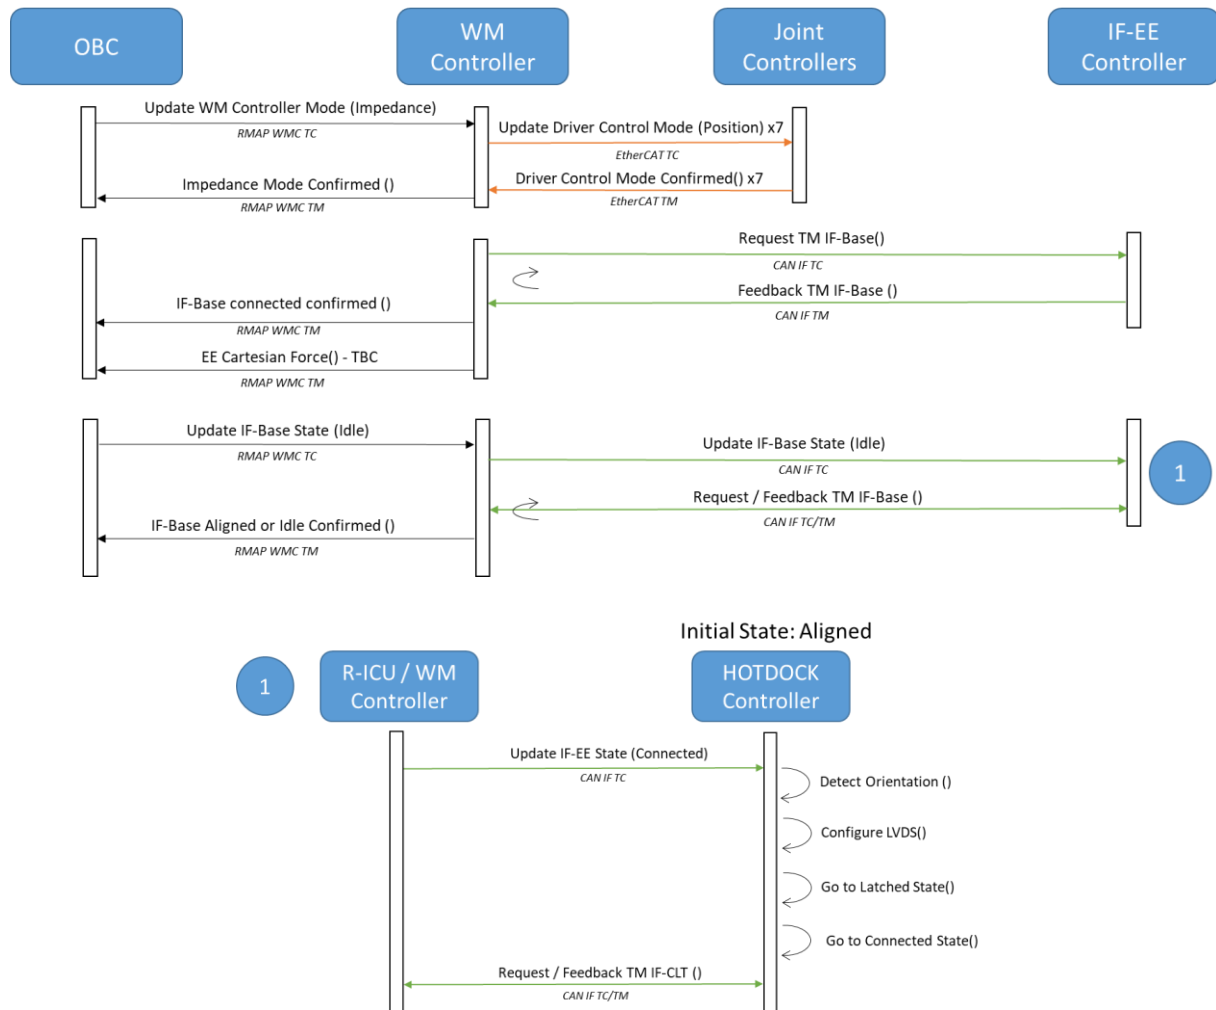 OBC
WM
Controller
Joint
Controllers
IF-EE
Controller
Update WM Controller Mode (Impedance)
RMAP WMC TC
Update Driver Control Mode (Position) x7
EtherCAT TC
Driver Control Mode Confirmed() x7
EtherCAT TM
Impedance Mode Confirmed ()
RMAP WMC TM
Request TM IF-Base()
CAN IF TC
Feedback TM IF-Base ()
CAN IF TM
IF-Base connected confirmed ()
RMAP WMC TM
EE Cartesian Force() - TBC
RMAP WMC TM
Update IF-Base State (Idle)
RMAP WMC TC
Update IF-Base State (Idle)
CAN IF TC
1
Request / Feedback TM IF-Base ()
CAN IF TC/TM
IF-Base Aligned or Idle Confirmed ()
RMAP WMC TM
Initial State: Aligned
1
R-ICU / WM
Controller
HOTDOCK
Controller
Update IF-EE State (Connected)
CAN IF TC
Detect Orientation ()
Configure LVDS()
Go to Latched State()
Go to Connected State()
Request / Feedback TM IF-CLT ()
CAN IF TC/TM